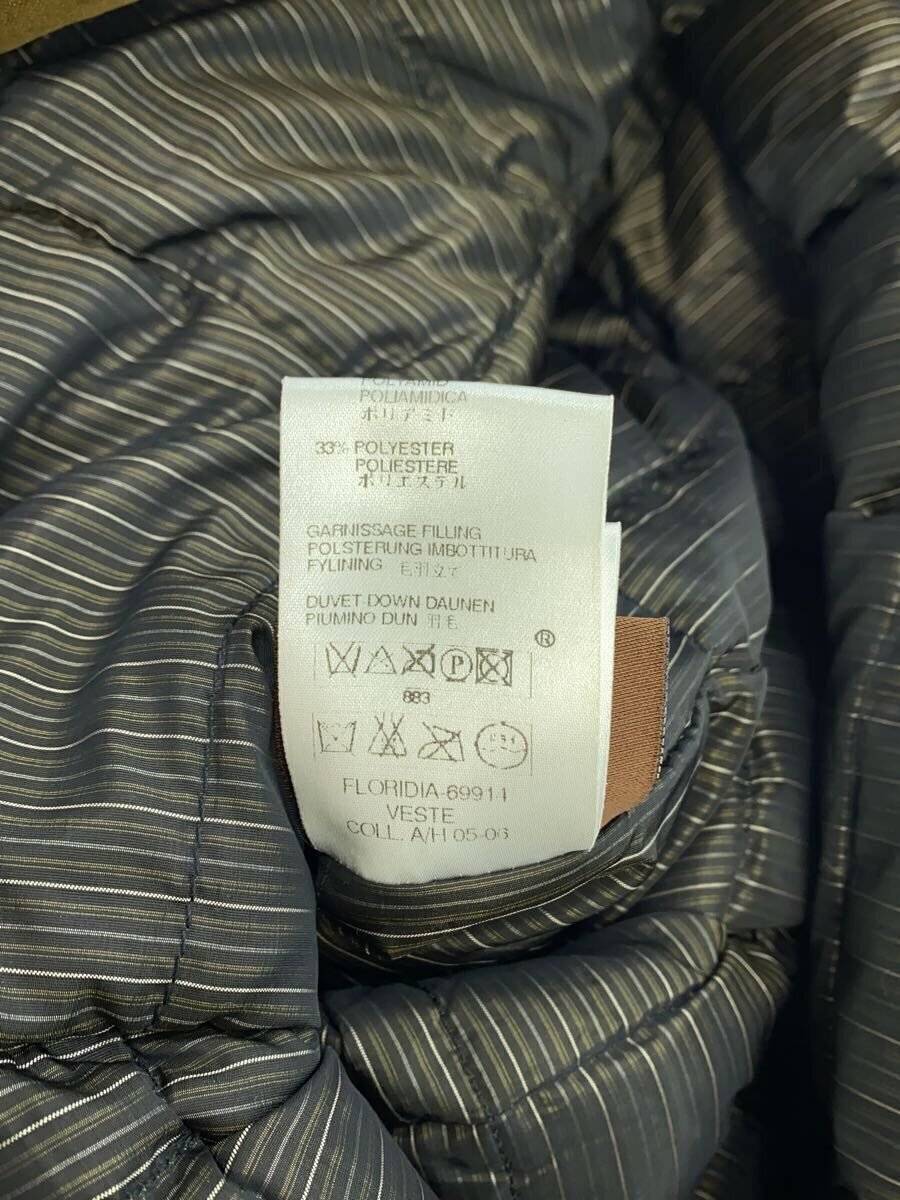 POLYAMID
POLIAMIDICA
ポリアミド
33% POLYESTER
POLIESTERE
ポリエステル
GARNISSAGE-FILLING
POLSTERUNG IMBOTTITURA
FYLINING 毛羽立て
DUVET-DOWN DAUNEN
PIUMINO DUN 羽毛
®
P
883
FLORIDIA-69911
VESTE
COLL. A/H 05-06